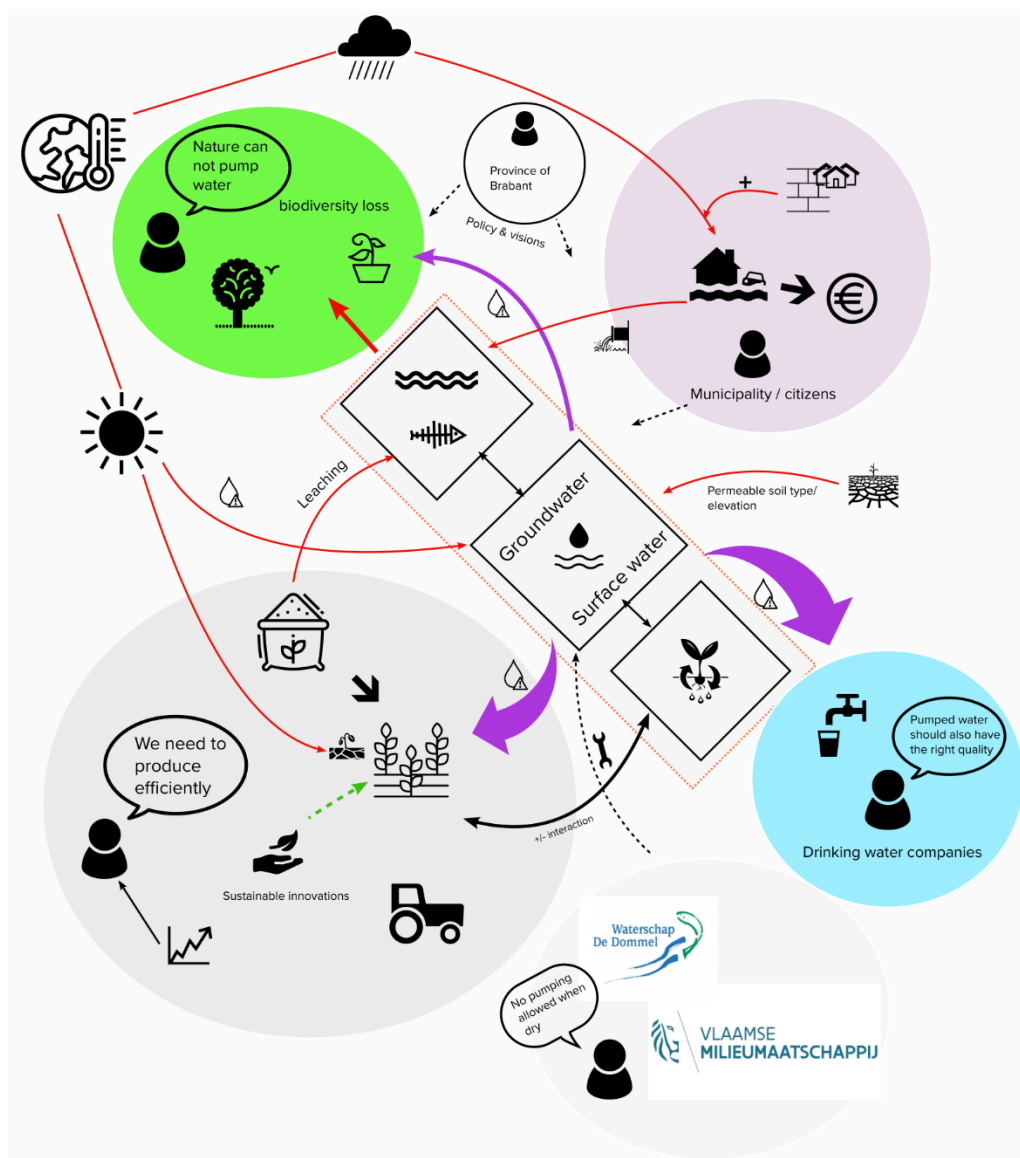 Nature can
not pump
water
biodiversity loss
Province of
Brabant
Policy & visions
+
Municipality / citizens
Leaching
Permeable soil type/
elevation
Groundwater
Surface water
We need to
produce
efficiently
Sustainable innovations
+/- interaction
Pumped water
should also have
the right quality
Drinking water companies
Waterschap
De Dommel
No pumping
allowed when
dry
VLAAMSE
MILIEUMAATSCHAPPIJ